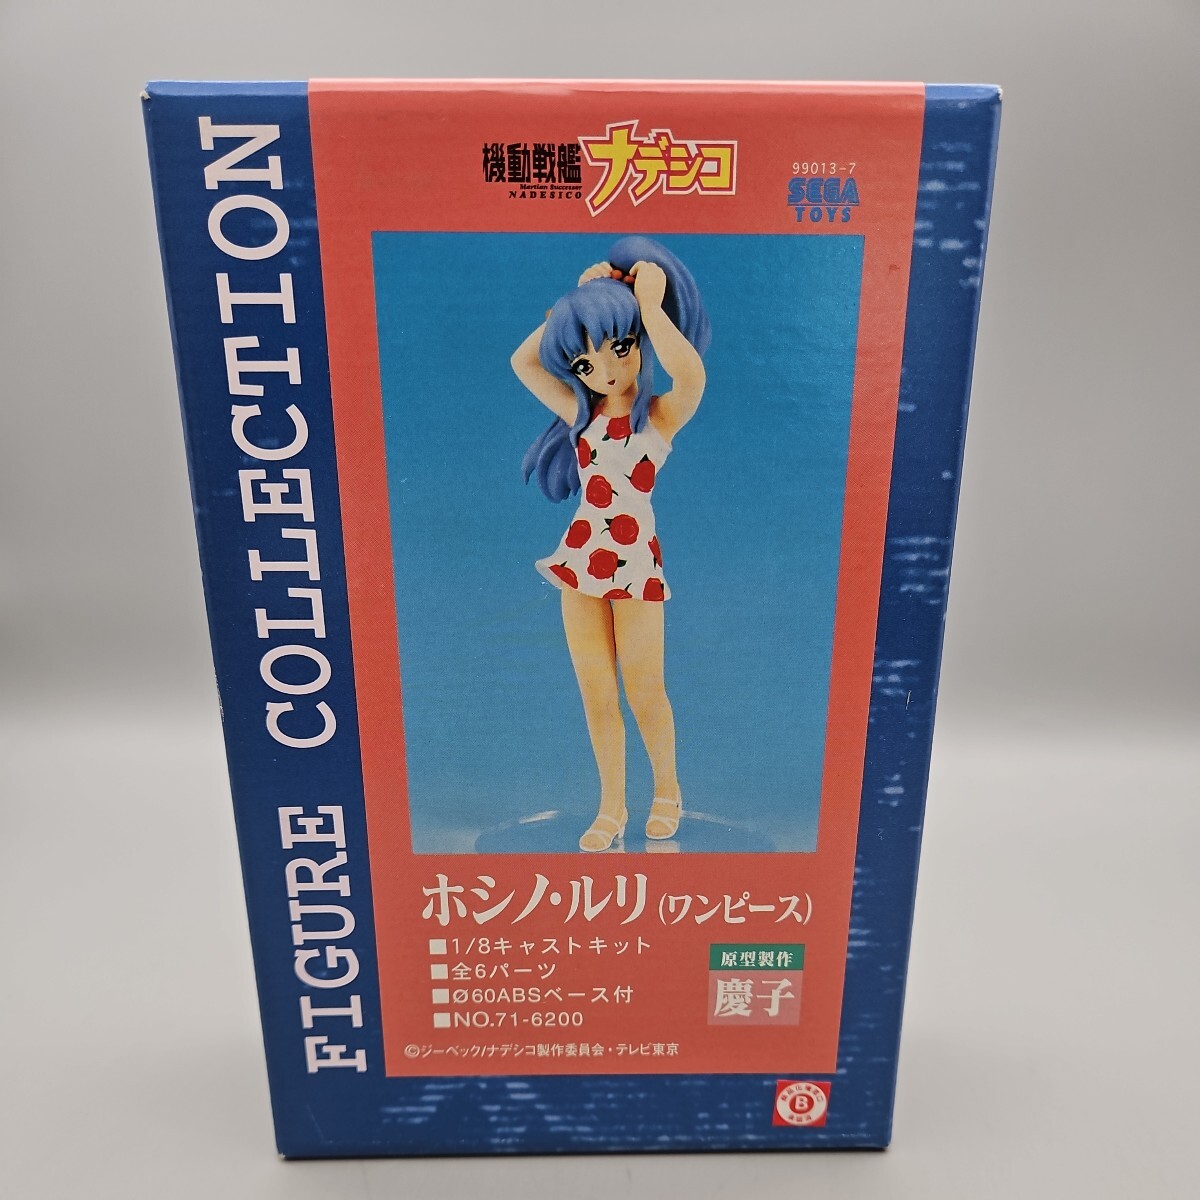 FIGURE COLLECTION
機動戦艦
ナデシコ
Martian Successor
NADESICO
99013-7
SEGA
TOYS
ホシノ・ルリ(ワンピース)
■1/8キャストキット
■全6パーツ
■Ø60ABSベース付
■NO.71-6200
原型製作
慶子
©ジーベック/ナデシコ製作委員会・テレビ東京
B